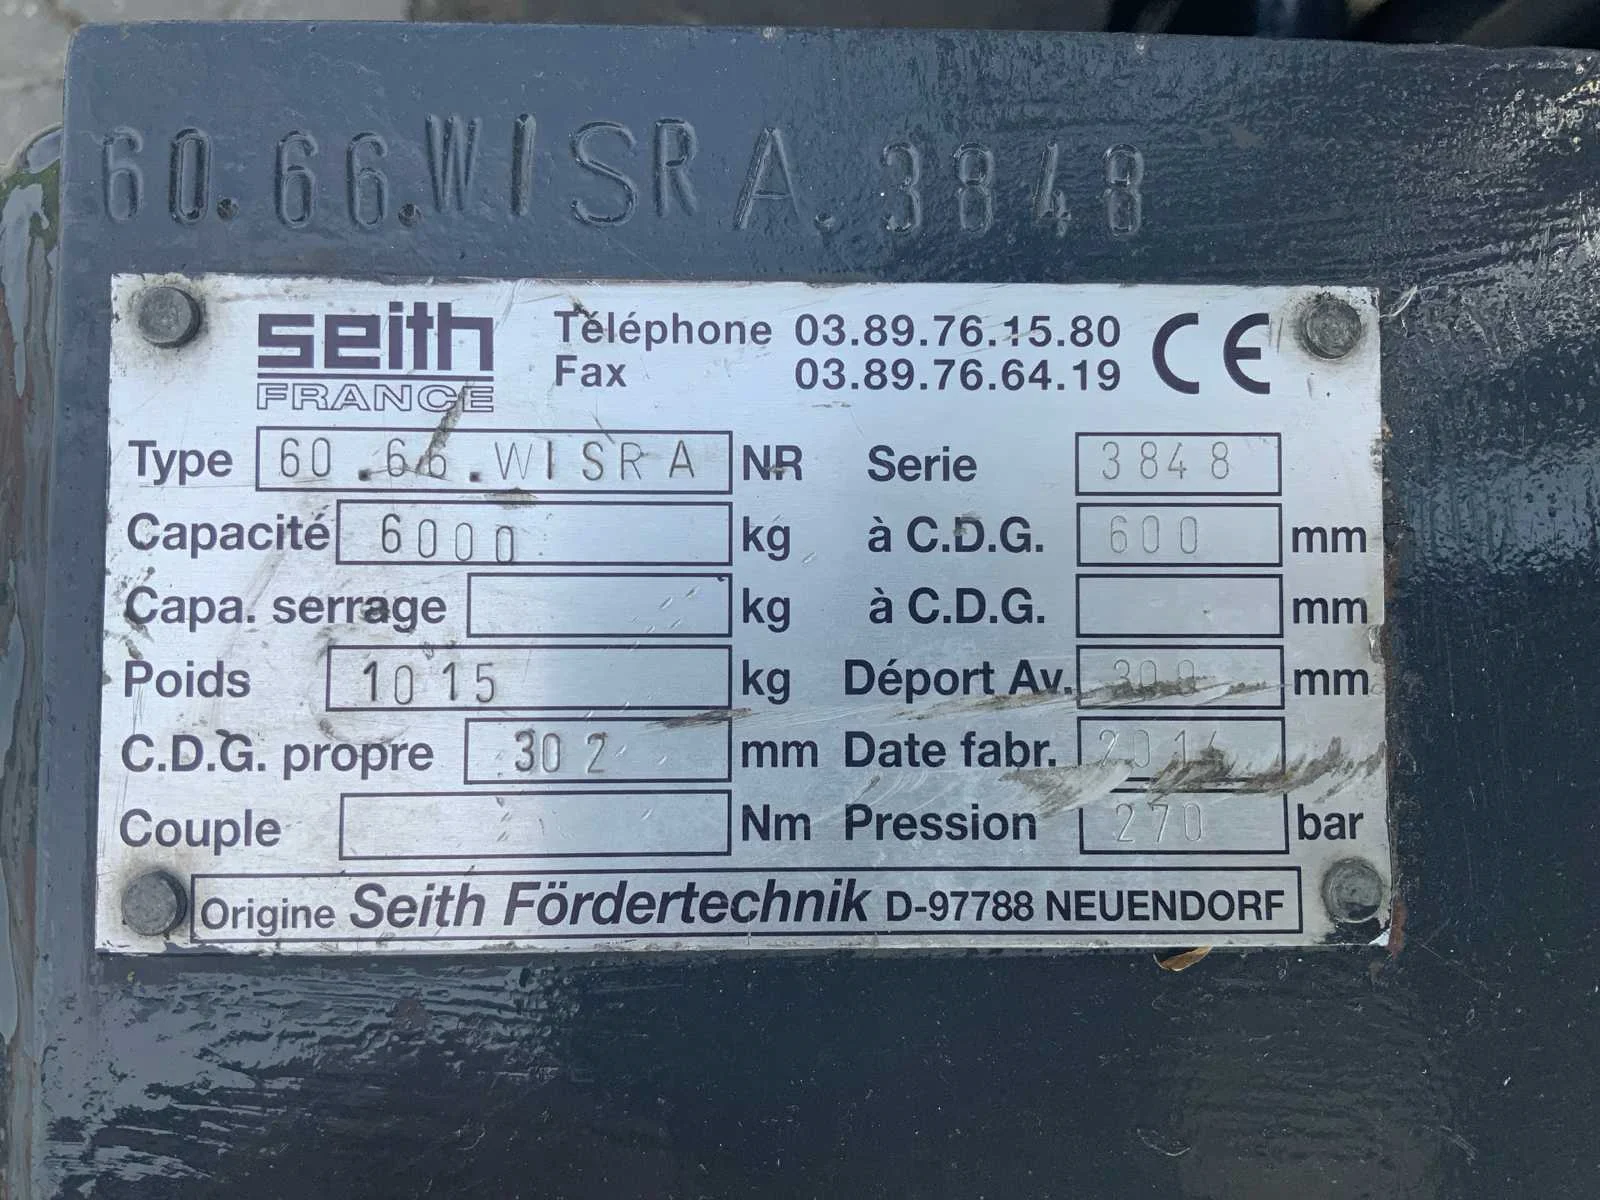 60.66.WISRA.3848
seith FRANCE
Téléphone 03.89.76.15.80
Fax 03.89.76.64.19
CE
Type 60.66.WISRA NR Serie 3848
Capacité 6000 kg à C.D.G. 600 mm
Capa. serrage kg à C.D.G. mm
Poids 1015 kg Déport Av. 300 mm
C.D.G. propre 302 mm Date fabr.
Couple Nm Pression 270 bar
Origine Seith Fördertechnik D-97788 NEUENDORF